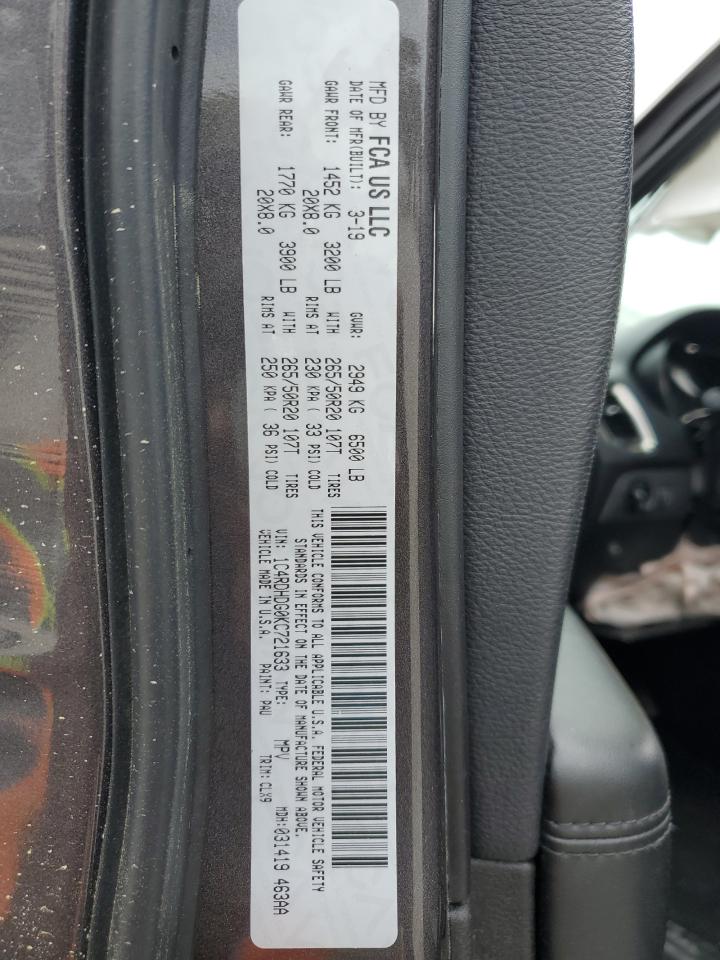 MFD BY FCA US LLC
DATE OF MFR(BUILT): 3-19 GVWR: 2949 KG 6500 LB
GAWR FRONT: 1452 KG 3200 LB WITH 265/50R20 107T TIRES
20X8.0 RIMS AT 230 KPA ( 33 PSI) COLD
GAWR REAR: 1770 KG 3900 LB WITH 265/50R20 107T TIRES
20X8.0 RIMS AT 250 KPA ( 36 PSI) COLD
THIS VEHICLE CONFORMS TO ALL APPLICABLE U.S.A. FEDERAL MOTOR VEHICLE SAFETY
STANDARDS IN EFFECT ON THE DATE OF MANUFACTURE SHOWN ABOVE.
VIN: 1C4RDHDG0KC721633 TYPE: MPV MDH:031419 463AA
VEHICLE MADE IN U.S.A. PAINT: PAU TRIM: CLX9